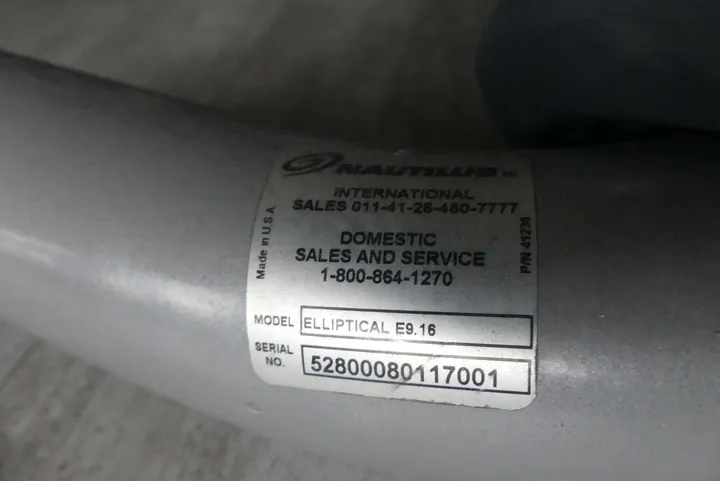 NAUTILUS
INTERNATIONAL
SALES 011-41-26-460-7777
DOMESTIC
SALES AND SERVICE
1-800-864-1270
Made in U.S.A.
P/N 41236
MODEL ELLIPTICAL E9.16
SERIAL NO. 52800080117001